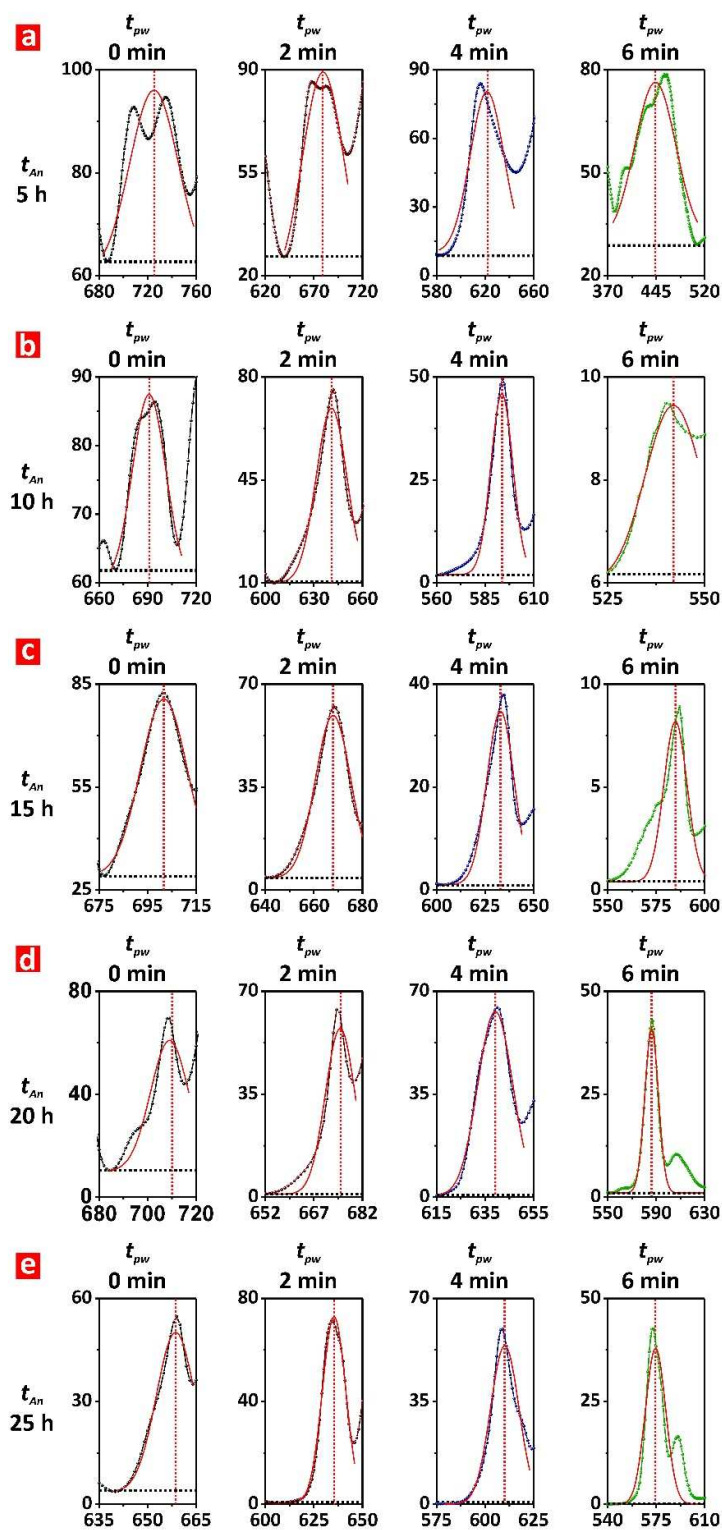 a
t_pw t_pw t_pw t_pw
0 min 2 min 4 min 6 min
100 90 90 80
80 55 60 50
30
60 20 0 20
t_An
5 h
680 720 760 620 670 720 580 620 660 370 445 520
b
t_pw t_pw t_pw t_pw
0 min 2 min 4 min 6 min
90 80 50 10
80 45 25 8
70
60 10 0 6
t_An
10 h
660 690 720 600 630 660 560 585 610 525 550
c
t_pw t_pw t_pw t_pw
0 min 2 min 4 min 6 min
85 70 40 10
55 35 20 5
25 0 0 0
t_An
15 h
675 695 715 640 660 680 600 625 650 550 575 600
d
t_pw t_pw t_pw t_pw
0 min 2 min 4 min 6 min
80 70 70 50
40 35 35 25
0 0 0 0
t_An
20 h
680 700 720 652 667 682 615 635 655 550 590 630
e
t_pw t_pw t_pw t_pw
0 min 2 min 4 min 6 min
60 80 70 50
30 40 35 25
0 0 0 0
t_An
25 h
635 650 665 600 625 650 575 600 625 540 575 610